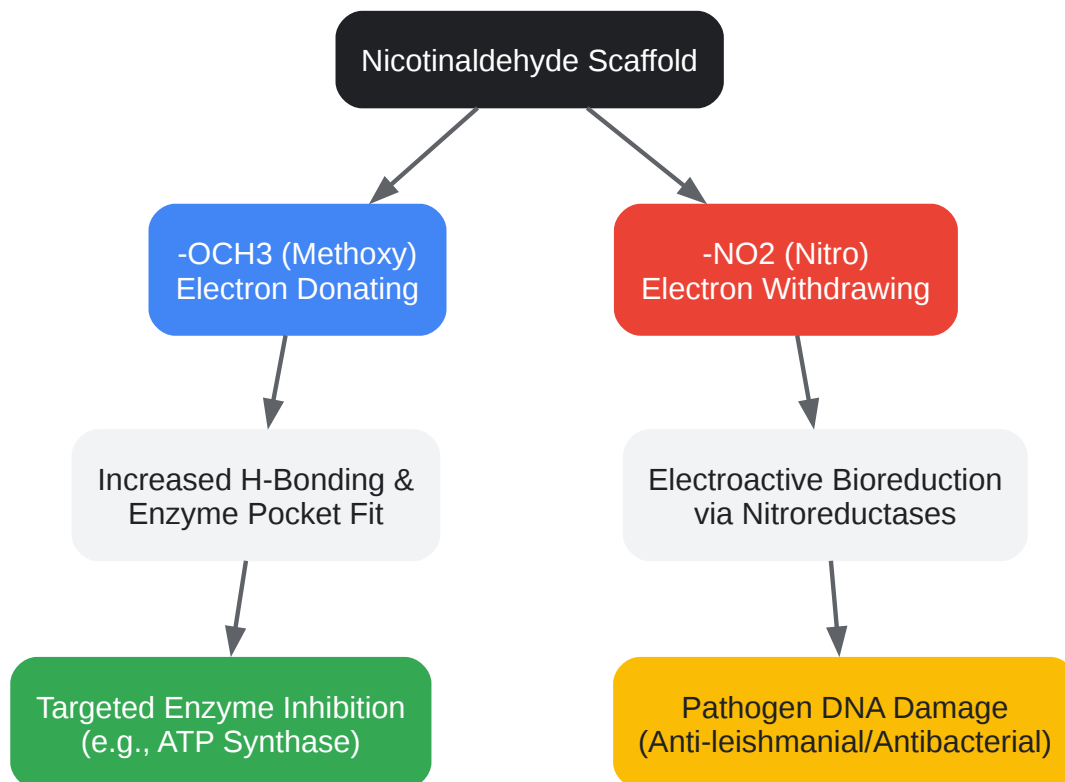 Nicotinaldehyde Scaffold
-OCH3 (Methoxy)
Electron Donating
-NO2 (Nitro)
Electron Withdrawing
Increased H-Bonding &
Enzyme Pocket Fit
Electroactive Bioreduction
via Nitroreductases
Targeted Enzyme Inhibition
(e.g., ATP Synthase)
Pathogen DNA Damage
(Anti-leishmanial/Antibacterial)